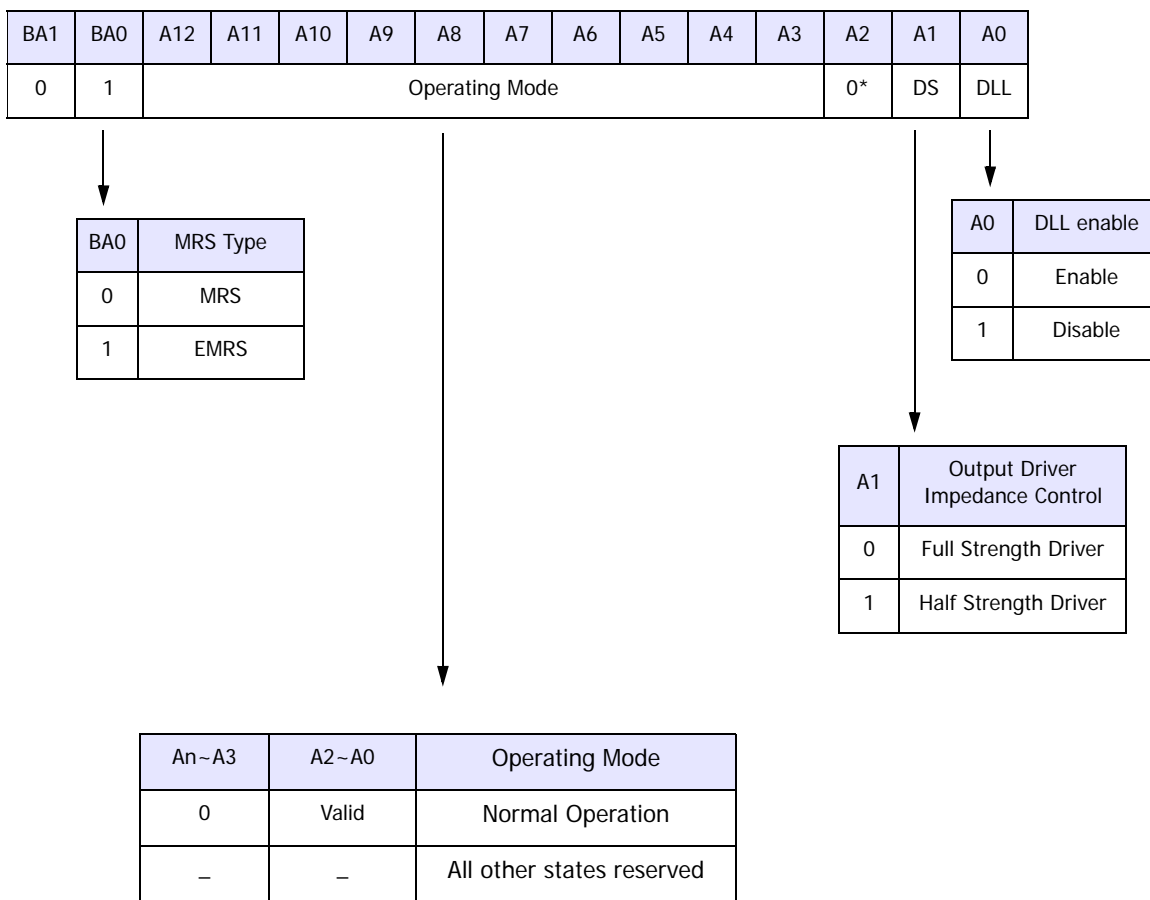 BA1 BA0 A12 A11 A10 A9 A8 A7 A6 A5 A4 A3 A2 A1 A0
0 1 Operating Mode 0* DS DLL
BA0 MRS Type
0 MRS
1 EMRS
A0 DLL enable
0 Enable
1 Disable
A1 Output Driver
Impedance Control
0 Full Strength Driver
1 Half Strength Driver
An~A3 A2~A0 Operating Mode
0 Valid Normal Operation
_ _ All other states reserved